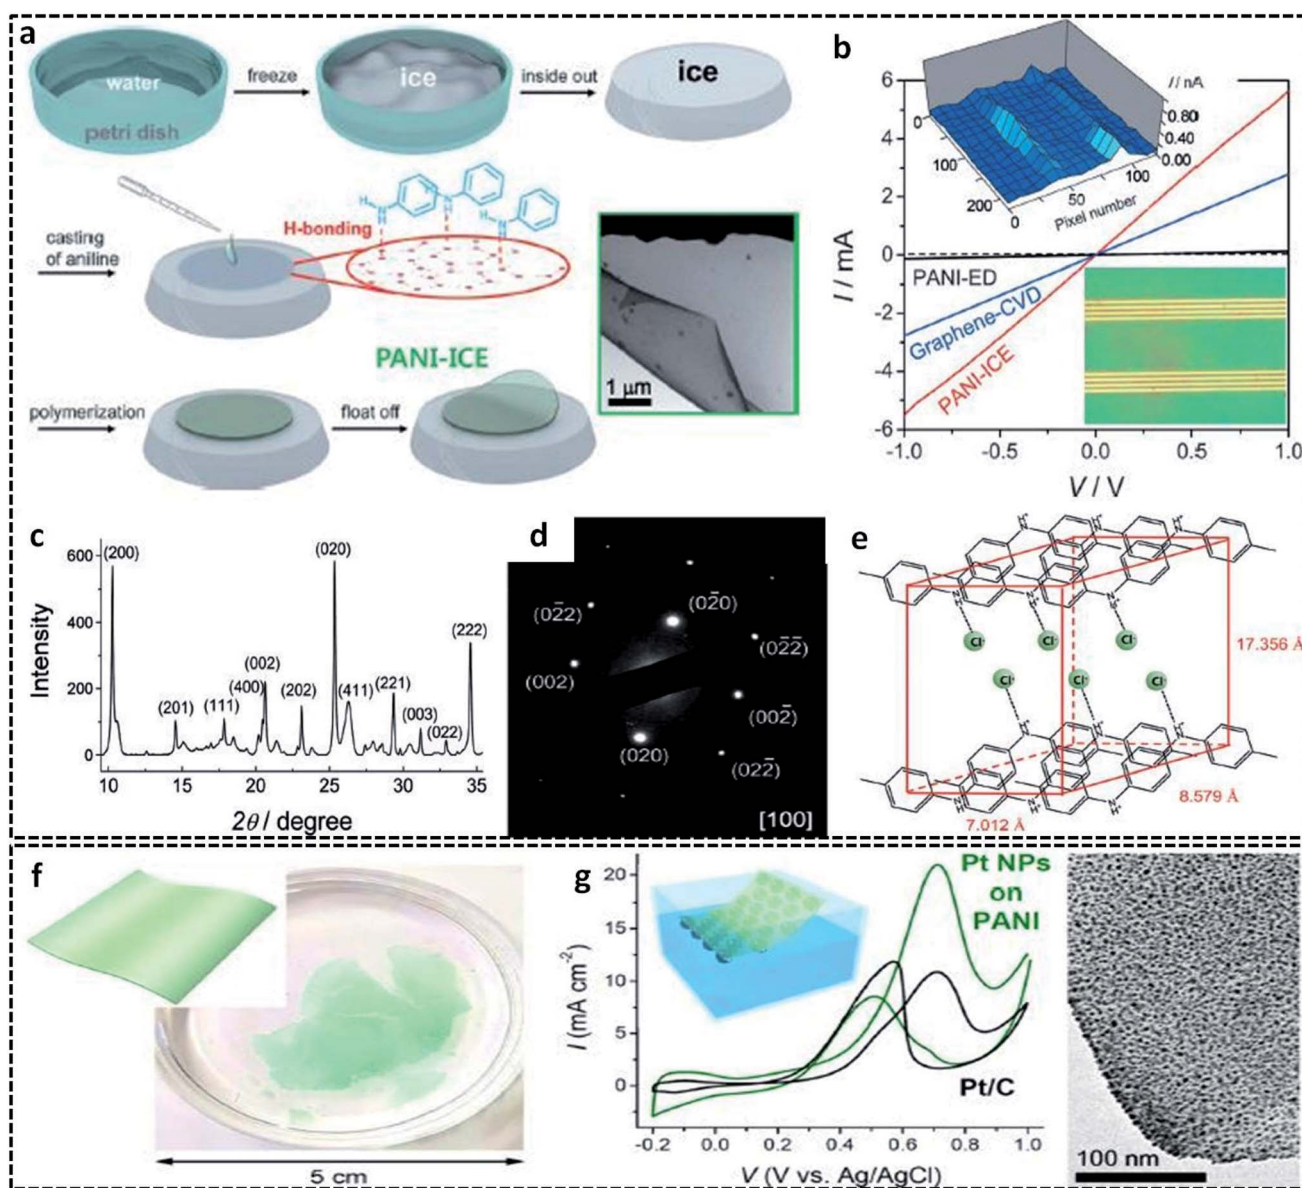 a
water
petri dish
freeze
ice
inside out
ice
casting
of aniline
H-bonding
H
N
N
H
N
PANI-ICE
1 μm
polymerization
float off
b
I / mA
6
4
2
0
-2
-4
-6
-1.0
-0.5
0.0
0.5
1.0
V / V
PANI-ED
Graphene-CVD
PANI-ICE
I / nA
0.80
0.40
0.00
0
100
200
0
50
100
Pixel number
c
Intensity
600
400
200
0
(200)
(201)
(111)
(400)
(002)
(202)
(020)
(411)
(221)
(003)
(022)
(222)
10
15
20
25
30
35
2θ / degree
d
(02̄2)
(02̄0)
(02̄2̄)
(002)
(002̄)
(020)
(022̄)
[100]
e
17.356 Å
8.579 Å
7.012 Å
f
5 cm
g
I (mA cm⁻²)
20
15
10
5
0
-0.2
0.0
0.2
0.4
0.6
0.8
1.0
V (V vs. Ag/AgCl)
Pt NPs
on
PANI
Pt/C
100 nm